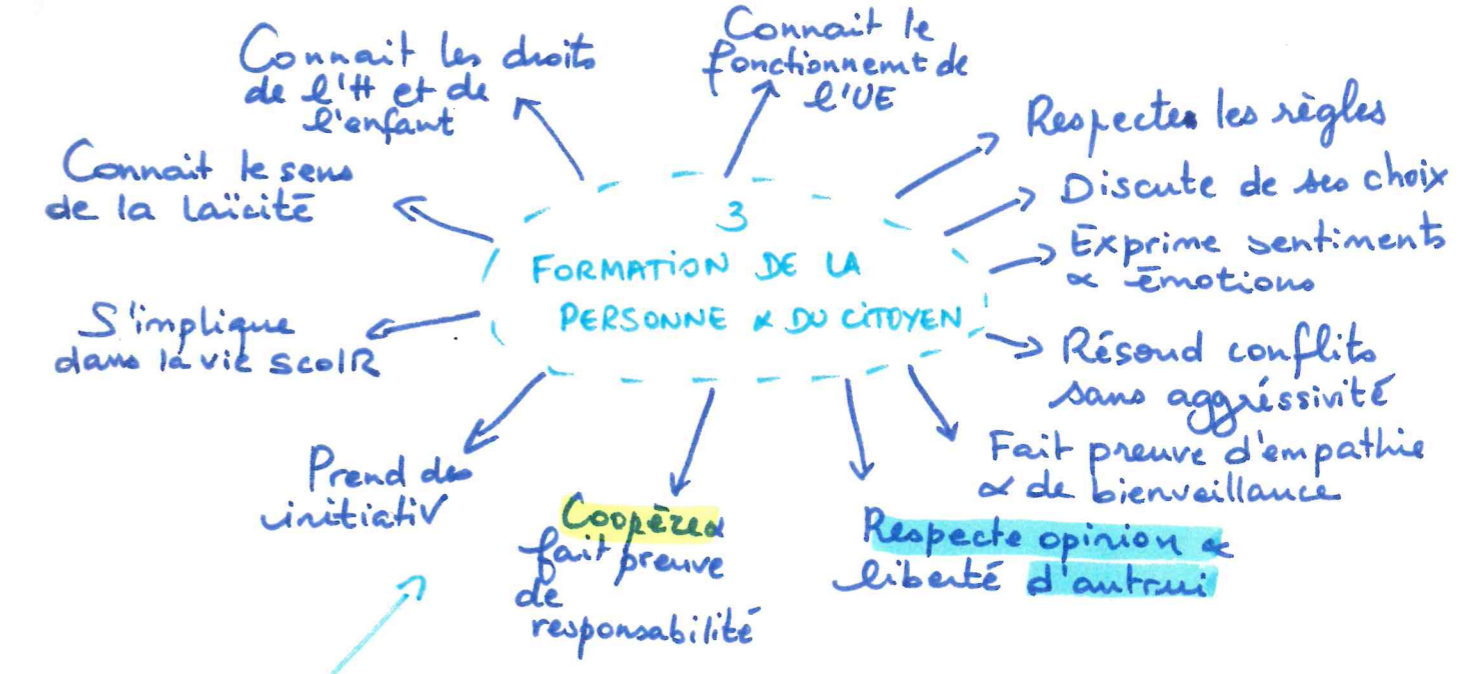 Connait les droits
de l'H et de
l'enfant
Connait le
fonctionnemt de
l'UE
Respecte les règles
Discute de ses choix
Exprime sentiments
& émotions
Résoud conflits
sans aggréssivité
Fait preuve d'empathie
& de bienveillance
Respecte opinion &
liberté d'autrui
Coopère &
fait preuve
de
responsabilité
Prend des
initiativ
S'implique
dans la vie scolR
Connait le sens
de la laïcité
3
FORMATION DE LA
PERSONNE & DU CITOYEN